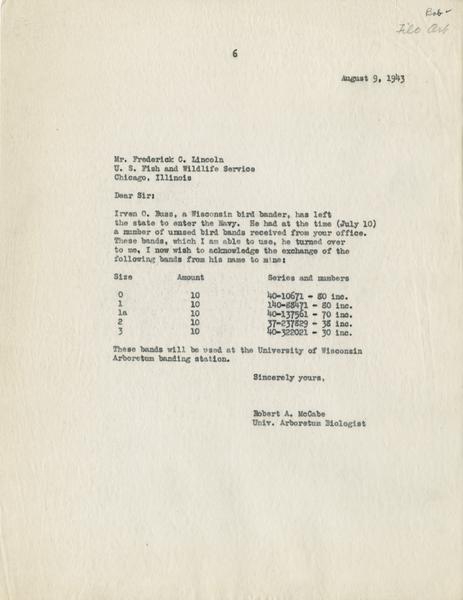 Bob
File Arb
6
August 9, 1943
Mr. Frederick C. Lincoln
U. S. Fish and Wildlife Service
Chicago, Illinois
Dear Sir:
Irven O. Buss, a Wisconsin bird bander, has left
the state to enter the Navy. He had at the time (July 10)
a number of unused bird bands received from your office.
These bands, which I am able to use, he turned over
to me. I now wish to acknowledge the exchange of the
following bands from his name to mine:
Size Amount Series and numbers
0 10 40-10671 - 80 inc.
1 10 140-88471 - 80 inc.
1a 10 40-137561 - 70 inc.
2 10 37-237829 - 38 inc.
3 10 40-322021 - 30 inc.
These bands will be used at the University of Wisconsin
Arboretum banding station.
Sincerely yours,
Robert A. McCabe
Univ. Arboretum Biologist